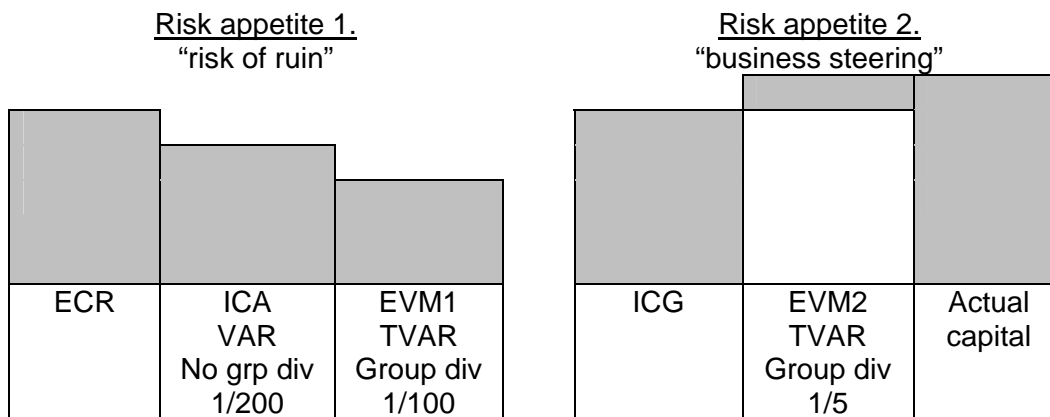 Risk appetite 1.
“risk of ruin”
ECR
ICA
VAR
No grp div
1/200
EVM1
TVAR
Group div
1/100
Risk appetite 2.
“business steering”
ICG
EVM2
TVAR
Group div
1/5
Actual
capital